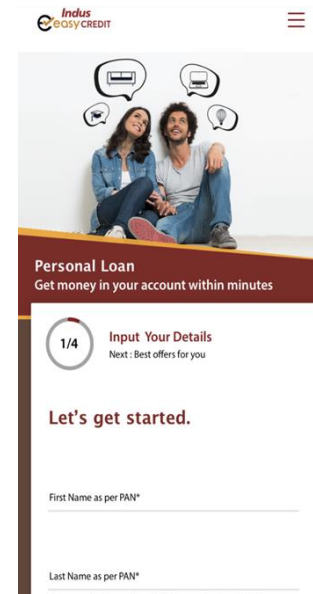 Indus
easy CREDIT
Personal Loan
Get money in your account within minutes
1/4
Input Your Details
Next : Best offers for you
Let's get started.
First Name as per PAN*
Last Name as per PAN*